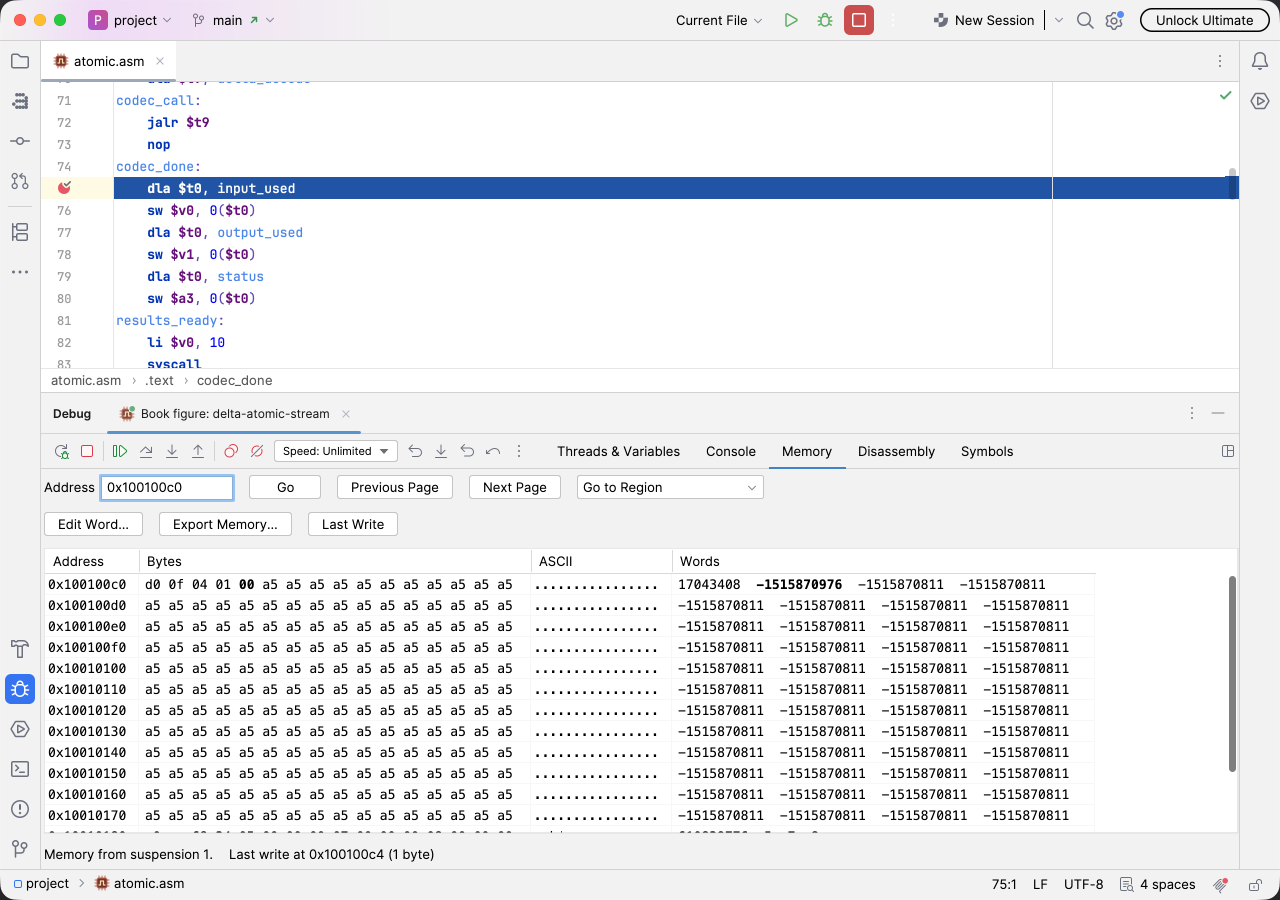 P project main Current File New Session Unlock Ultimate
atomic.asm
71 codec_call:
72 jalr $t9
73 nop
74 codec_done:
dla $t0, input_used
76 sw $v0, 0($t0)
77 dla $t0, output_used
78 sw $v1, 0($t0)
79 dla $t0, status
80 sw $a3, 0($t0)
81 results_ready:
82 li $v0, 10
83 syscall
atomic.asm › .text › codec_done
Debug Book figure: delta-atomic-stream
Speed: Unlimited Threads & Variables Console Memory Disassembly Symbols
Address 0x100100c0 Go Previous Page Next Page Go to Region
Edit Word... Export Memory... Last Write
Address Bytes ASCII Words
0x100100c0 d0 0f 04 01 00 a5 a5 a5 a5 a5 a5 a5 a5 a5 a5 a5 ................ 17043408 -1515870976 -1515870811 -1515870811
0x100100d0 a5 a5 a5 a5 a5 a5 a5 a5 a5 a5 a5 a5 a5 a5 a5 a5 ................ -1515870811 -1515870811 -1515870811 -1515870811
0x100100e0 a5 a5 a5 a5 a5 a5 a5 a5 a5 a5 a5 a5 a5 a5 a5 a5 ................ -1515870811 -1515870811 -1515870811 -1515870811
0x100100f0 a5 a5 a5 a5 a5 a5 a5 a5 a5 a5 a5 a5 a5 a5 a5 a5 ................ -1515870811 -1515870811 -1515870811 -1515870811
0x10010100 a5 a5 a5 a5 a5 a5 a5 a5 a5 a5 a5 a5 a5 a5 a5 a5 ................ -1515870811 -1515870811 -1515870811 -1515870811
0x10010110 a5 a5 a5 a5 a5 a5 a5 a5 a5 a5 a5 a5 a5 a5 a5 a5 ................ -1515870811 -1515870811 -1515870811 -1515870811
0x10010120 a5 a5 a5 a5 a5 a5 a5 a5 a5 a5 a5 a5 a5 a5 a5 a5 ................ -1515870811 -1515870811 -1515870811 -1515870811
0x10010130 a5 a5 a5 a5 a5 a5 a5 a5 a5 a5 a5 a5 a5 a5 a5 a5 ................ -1515870811 -1515870811 -1515870811 -1515870811
0x10010140 a5 a5 a5 a5 a5 a5 a5 a5 a5 a5 a5 a5 a5 a5 a5 a5 ................ -1515870811 -1515870811 -1515870811 -1515870811
0x10010150 a5 a5 a5 a5 a5 a5 a5 a5 a5 a5 a5 a5 a5 a5 a5 a5 ................ -1515870811 -1515870811 -1515870811 -1515870811
0x10010160 a5 a5 a5 a5 a5 a5 a5 a5 a5 a5 a5 a5 a5 a5 a5 a5 ................ -1515870811 -1515870811 -1515870811 -1515870811
0x10010170 a5 a5 a5 a5 a5 a5 a5 a5 a5 a5 a5 a5 a5 a5 a5 a5 ................ -1515870811 -1515870811 -1515870811 -1515870811
Memory from suspension 1. Last write at 0x100100c4 (1 byte)
project › atomic.asm 75:1 LF UTF-8 4 spaces